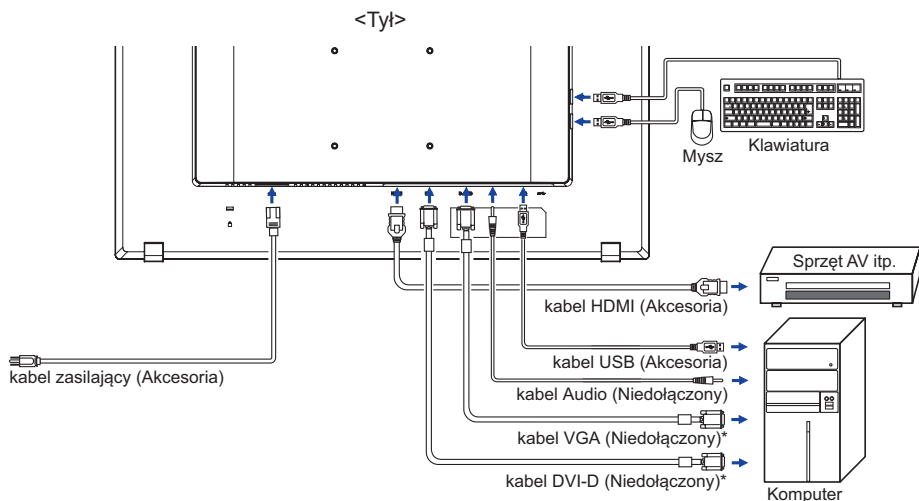 <Tył>
Klawiatura
Mysz
Sprzęt AV itp.
kabel HDMI (Akcesoria)
kabel USB (Akcesoria)
kabel zasilający (Akcesoria)
kabel Audio (Niedołączony)
kabel VGA (Niedołączony)*
kabel DVI-D (Niedołączony)*
Komputer